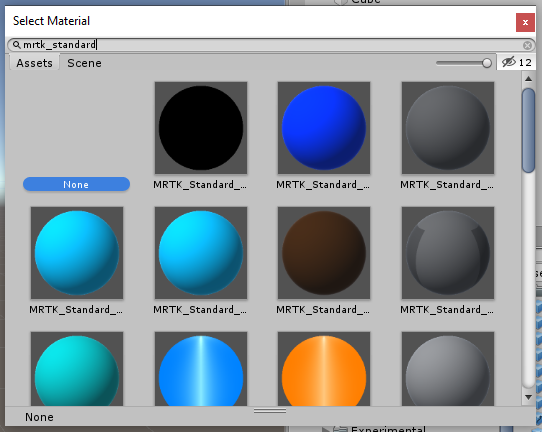 Cube
Select Material
mrtk_standard
Assets Scene 12
None MRTK_Standard_... MRTK_Standard_... MRTK_Standard_...
MRTK_Standard_... MRTK_Standard_... MRTK_Standard_... MRTK_Standard_...
None
Experimental